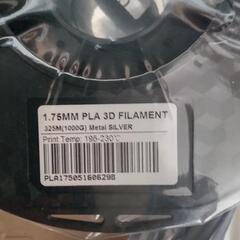 1.75MM PLA 3D FILAMENT
325M(1000G) Metal SILVER
Print Temp: 195-230°C
PLA175051606298